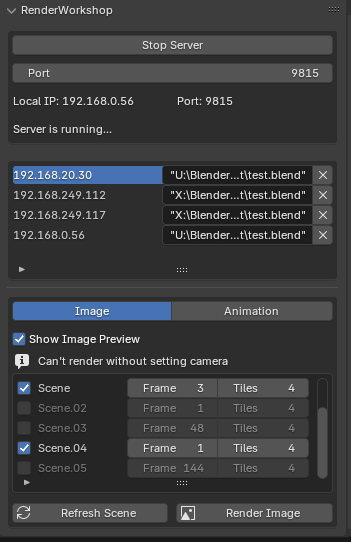 RenderWorkshop
Stop Server
Port 9815
Local IP: 192.168.0.56 Port: 9815
Server is running...
192.168.20.30 "U:\Blender...t\test.blend"
192.168.249.112 "X:\Blender...t\test.blend"
192.168.249.117 "X:\Blender...t\test.blend"
192.168.0.56 "U:\Blender...t\test.blend"
Image Animation
Show Image Preview
Can't render without setting camera
Scene Frame 3 Tiles 4
Scene.02 Frame 1 Tiles 4
Scene.03 Frame 48 Tiles 4
Scene.04 Frame 1 Tiles 4
Scene.05 Frame 144 Tiles 4
Refresh Scene Render Image